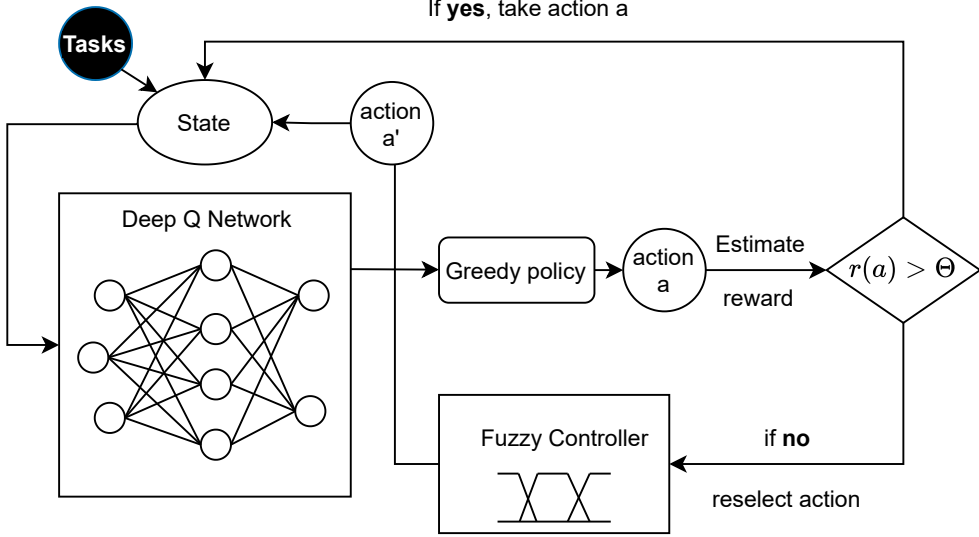 If yes, take action a
Tasks
State
action
a'
Deep Q Network
Greedy policy
action
a
Estimate
reward
r(a) > Θ
Fuzzy Controller
if no
reselect action